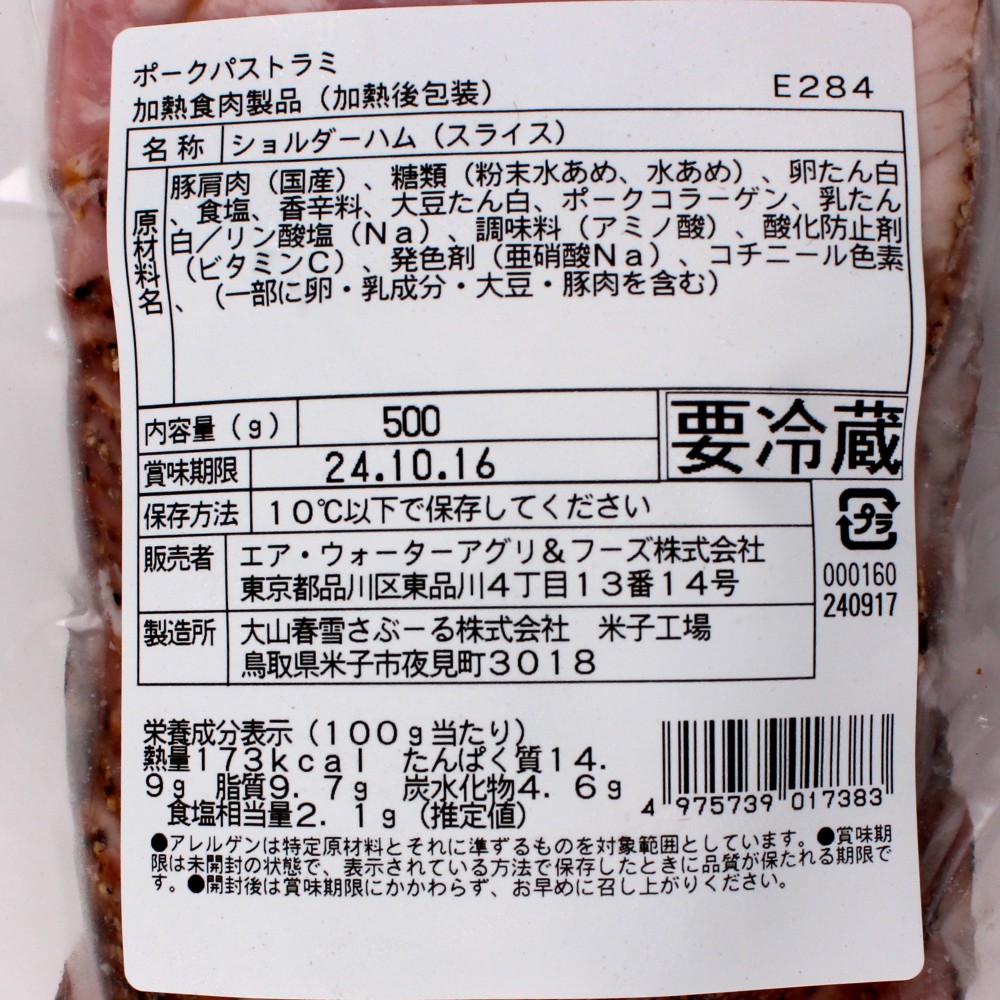 ポークパストラミ
加熱食肉製品（加熱後包装）
E284
名称 ショルダーハム（スライス）
原材料名
豚肩肉（国産）、糖類（粉末水あめ、水あめ）、卵たん白
、食塩、香辛料、大豆たん白、ポークコラーゲン、乳たん
白／リン酸塩（Na）、調味料（アミノ酸）、酸化防止剤
（ビタミンC）、発色剤（亜硝酸Na）、コチニール色素
、（一部に卵・乳成分・大豆・豚肉を含む）
内容量（g） 500
賞味期限 24.10.16
要冷蔵
保存方法 10℃以下で保存してください
プラ
販売者 エア・ウォーターアグリ＆フーズ株式会社
東京都品川区東品川4丁目13番14号
000160
240917
製造所 大山春雪さぶーる株式会社 米子工場
鳥取県米子市夜見町3018
栄養成分表示（100g当たり）
熱量173kcal たんぱく質14.
9g 脂質9.7g 炭水化物4.6g
食塩相当量2.1g（推定値）
4 975739 017383
●アレルゲンは特定原材料とそれに準ずるものを対象範囲としています。●賞味期
限は未開封の状態で、表示されている方法で保存したときに品質が保たれる期限で
す。●開封後は賞味期限にかかわらず、お早めに召し上がりください。